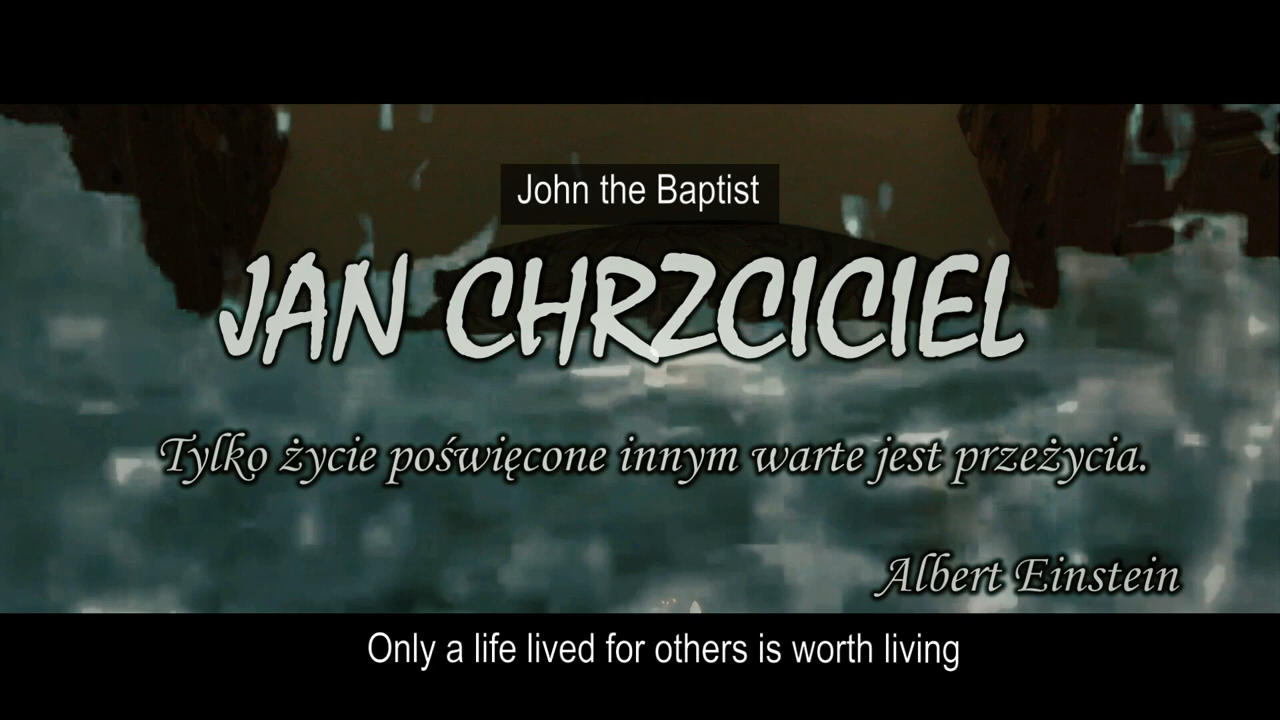 John the Baptist
JAN CHRZCICIEL
Tylko życie poświęcone innym warte jest przeżycia.
Albert Einstein
Only a life lived for others is worth living